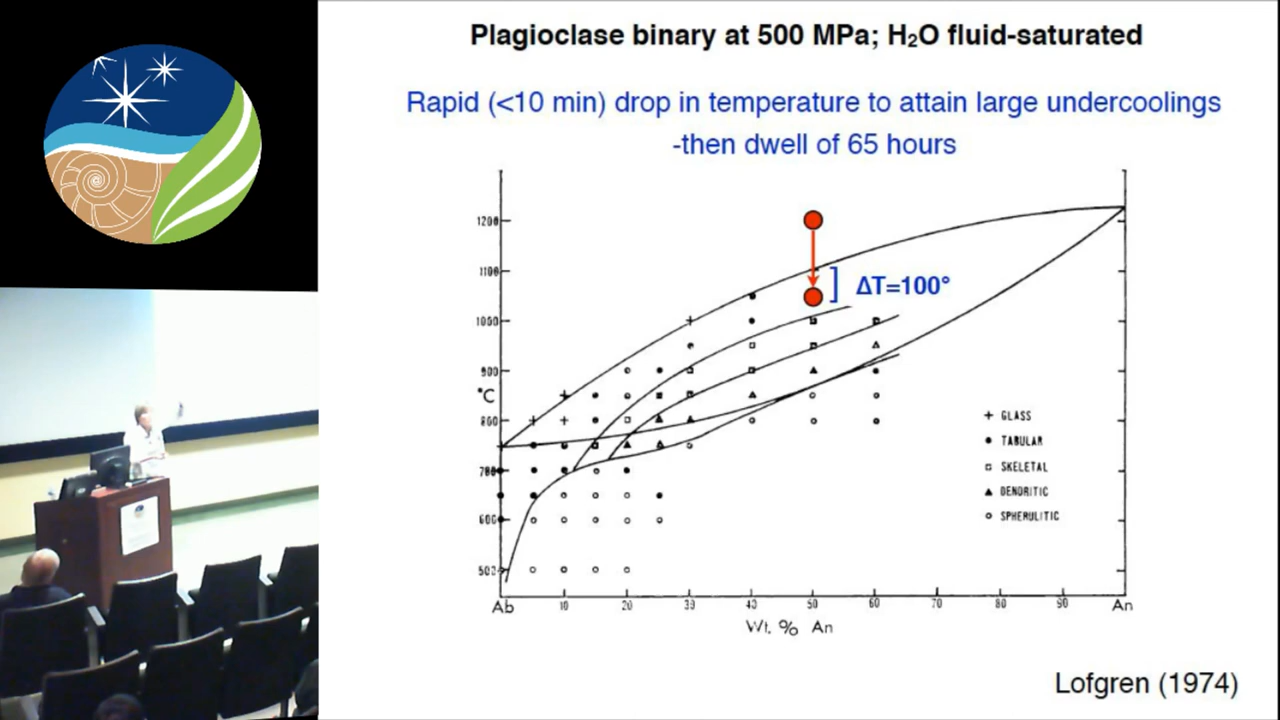 Plagioclase binary at 500 MPa; H₂O fluid-saturated
Rapid (<10 min) drop in temperature to attain large undercoolings
-then dwell of 65 hours
1200
1100
ΔT=100°
1000
900
°C
800
700
600
500
+ GLASS
● TABULAR
□ SKELETAL
▲ DENDRITIC
○ SPHERULITIC
Ab 10 20 30 40 50 60 70 80 90 An
Wt. % An
Lofgren (1974)